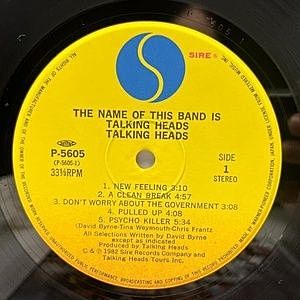 SIRE
THE NAME OF THIS BAND IS
TALKING HEADS
TALKING HEADS
P-5605
(P-5605-1)
33⅓RPM
SIDE
1
STEREO
1. NEW FEELING 3:10
2. A CLEAN BREAK 4:57
3. DON'T WORRY ABOUT THE GOVERNMENT 3:08
4. PULLED UP 4:08
5. PSYCHO KILLER 5:34
(David Byrne-Tina Weymouth-Chris Frantz)
All Selections Written by David Byrne
except as indicated
Produced by Talking Heads
℗ & © 1982 Sire Records Company and
Talking Heads Tours Inc.